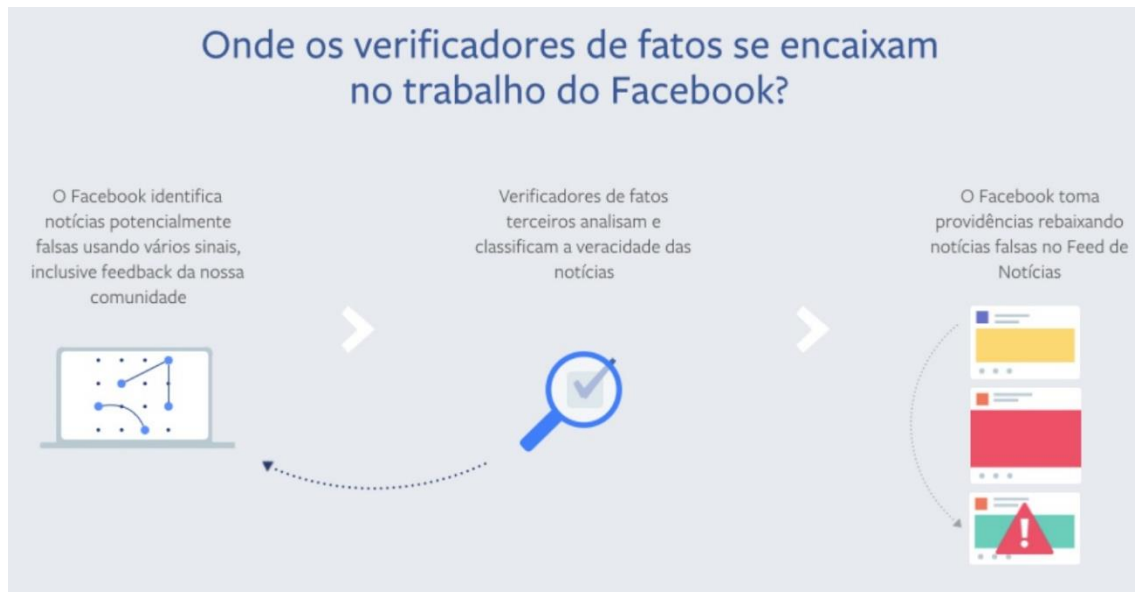 Onde os verificadores de fatos se encaixam
no trabalho do Facebook?
O Facebook identifica
notícias potencialmente
falsas usando vários sinais,
inclusive feedback da nossa
comunidade
Verificadores de fatos
terceiros analisam e
classificam a veracidade das
notícias
O Facebook toma
providências rebaixando
notícias falsas no Feed de
Notícias